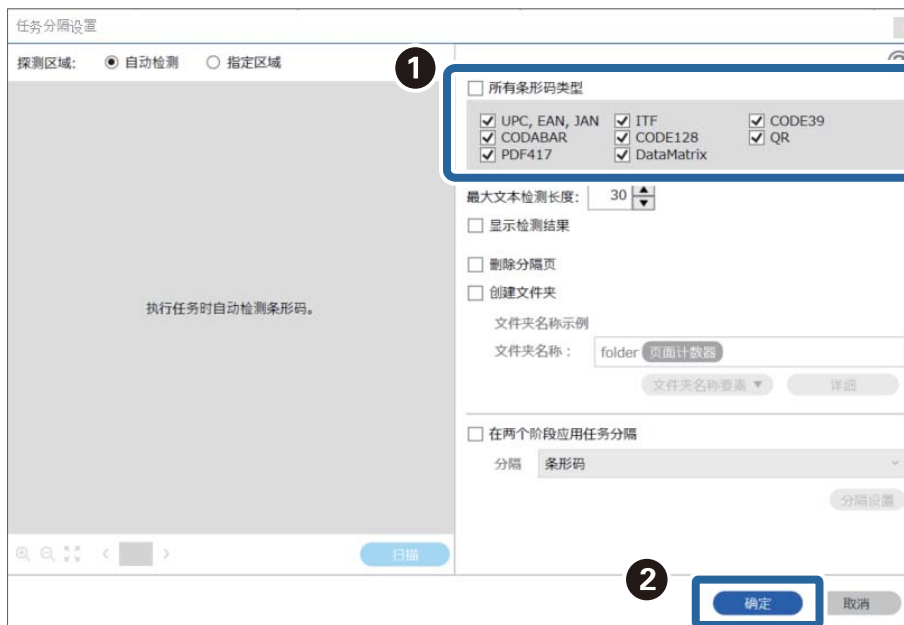 任务分隔设置
探测区域: 自动检测 指定区域
1
所有条形码类型
UPC, EAN, JAN ITF CODE39
CODABAR CODE128 QR
PDF417 DataMatrix
最大文本检测长度: 30
显示检测结果
删除分隔页
创建文件夹
执行任务时自动检测条形码。
文件夹名称示例
文件夹名称: folder 页面计数器
文件夹名称要素 详细
在两个阶段应用任务分隔
分隔 条形码
分隔设置
扫描
2
确定 取消